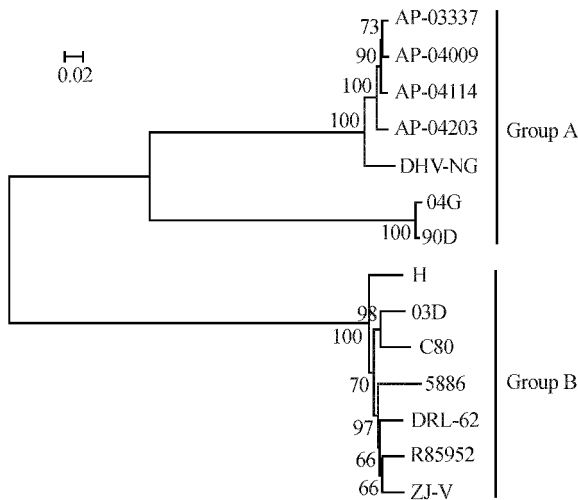 AP-03337
73
AP-04009
90
0.02
AP-04114
100
100
AP-04203
Group A
DHV-NG
04G
100
90D
H
98
03D
100
C80
70
5886
Group B
DRL-62
97
R85952
66
66
ZJ-V